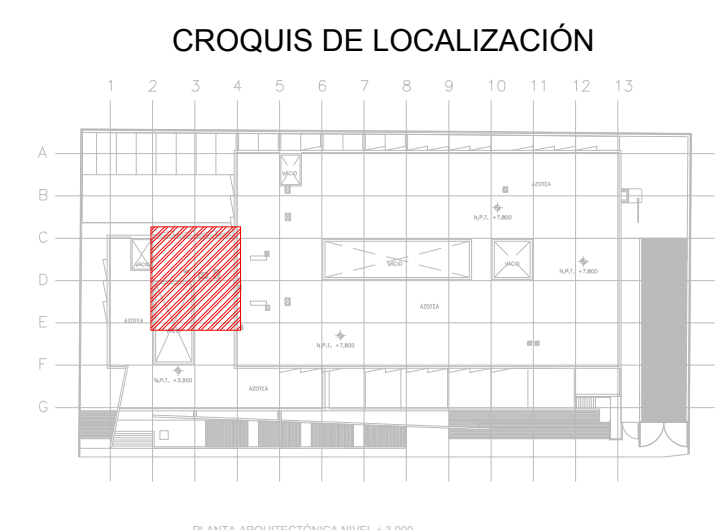 CROQUIS DE LOCALIZACIÓN
1 2 3 4 5 6 7 8 9 10 11 12 13
A
VACIO
AZOTEA
B
N.P.T. +7,800
C
VACIO
VACIO
VACIO
N.P.T. +7,800
D
AZOTEA
E
AZOTEA
N.P.T. +7,800
F
N.P.T. +3,900
AZOTEA
G
PLANTA ARQUITECTÓNICA NIVEL + 3,900